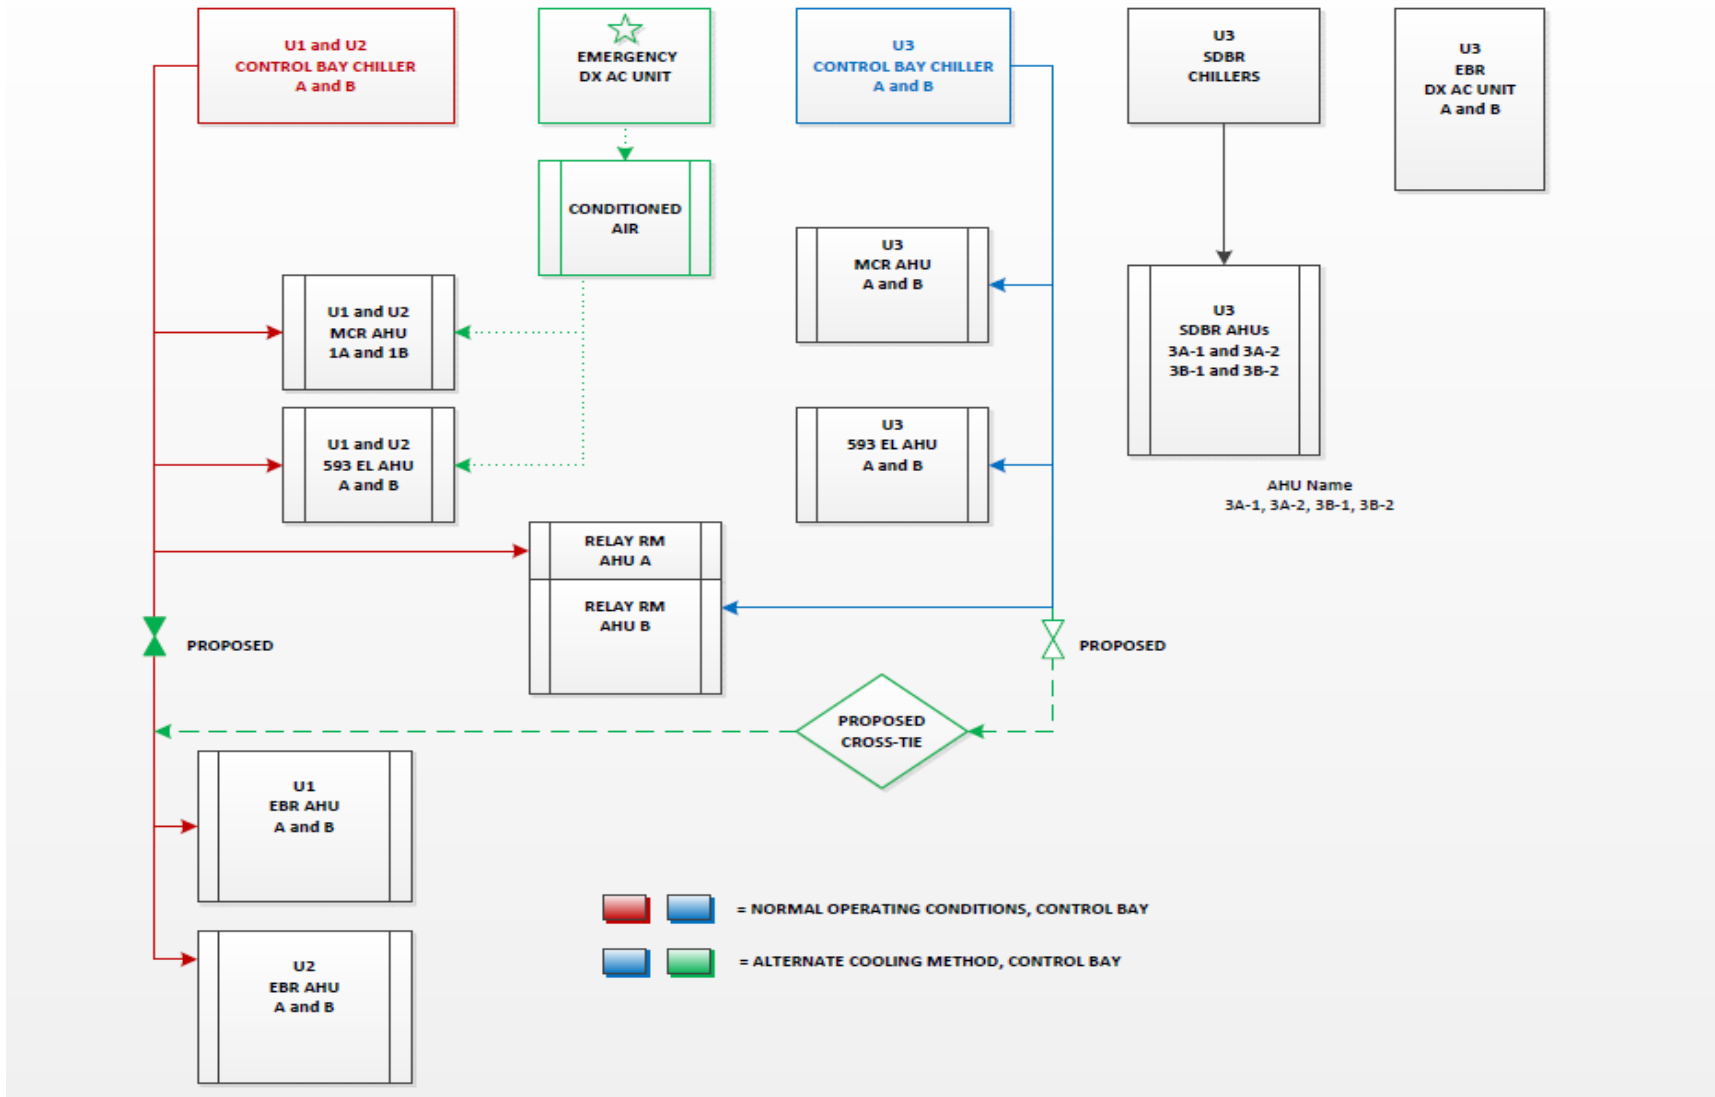 U1 and U2
CONTROL BAY CHILLER
A and B
EMERGENCY
DX AC UNIT
U3
CONTROL BAY CHILLER
A and B
U3
SDBR
CHILLERS
U3
EBR
DX AC UNIT
A and B
CONDITIONED
AIR
U3
MCR AHU
A and B
U1 and U2
MCR AHU
1A and 1B
U3
SDBR AHUs
3A-1 and 3A-2
3B-1 and 3B-2
U1 and U2
593 EL AHU
A and B
U3
593 EL AHU
A and B
AHU Name
3A-1, 3A-2, 3B-1, 3B-2
RELAY RM
AHU A
RELAY RM
AHU B
PROPOSED
PROPOSED
PROPOSED
CROSS-TIE
U1
EBR AHU
A and B
= NORMAL OPERATING CONDITIONS, CONTROL BAY
= ALTERNATE COOLING METHOD, CONTROL BAY
U2
EBR AHU
A and B